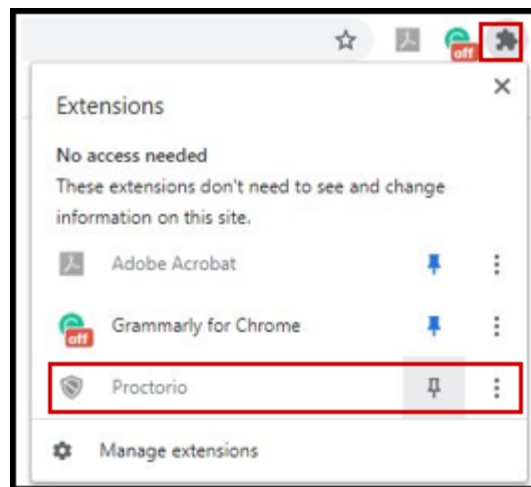 off
Extensions
No access needed
These extensions don't need to see and change
information on this site.
Adobe Acrobat
off
Grammarly for Chrome
Proctorio
Manage extensions